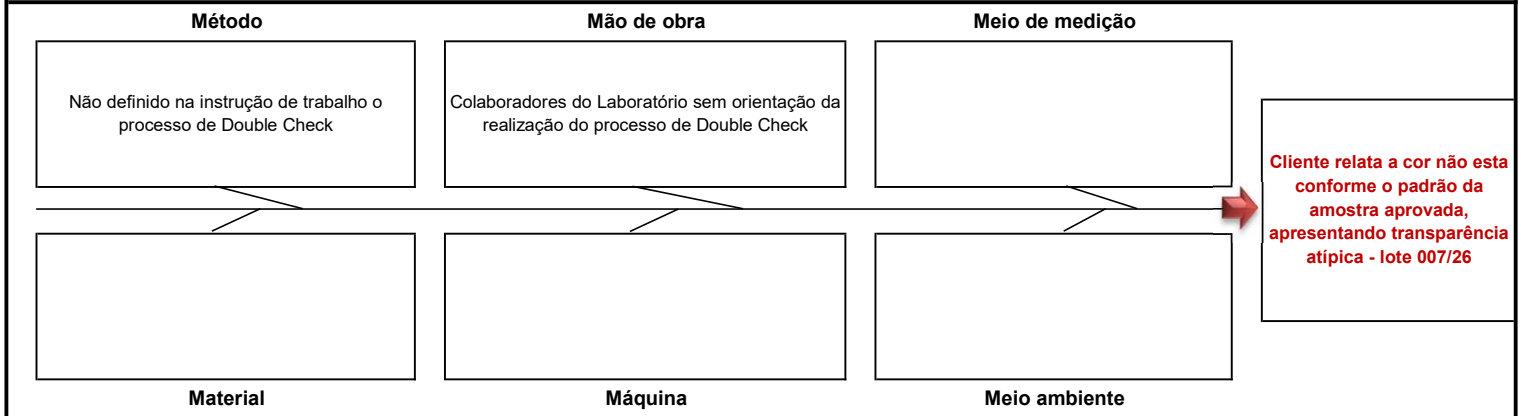 Método
Mão de obra
Meio de medição
Não definido na instrução de trabalho o
processo de Double Check
Colaboradores do Laboratório sem orientação da
realização do processo de Double Check
Cliente relata a cor não esta
conforme o padrão da
amostra aprovada,
apresentando transparência
atípica - lote 007/26
Material
Máquina
Meio ambiente